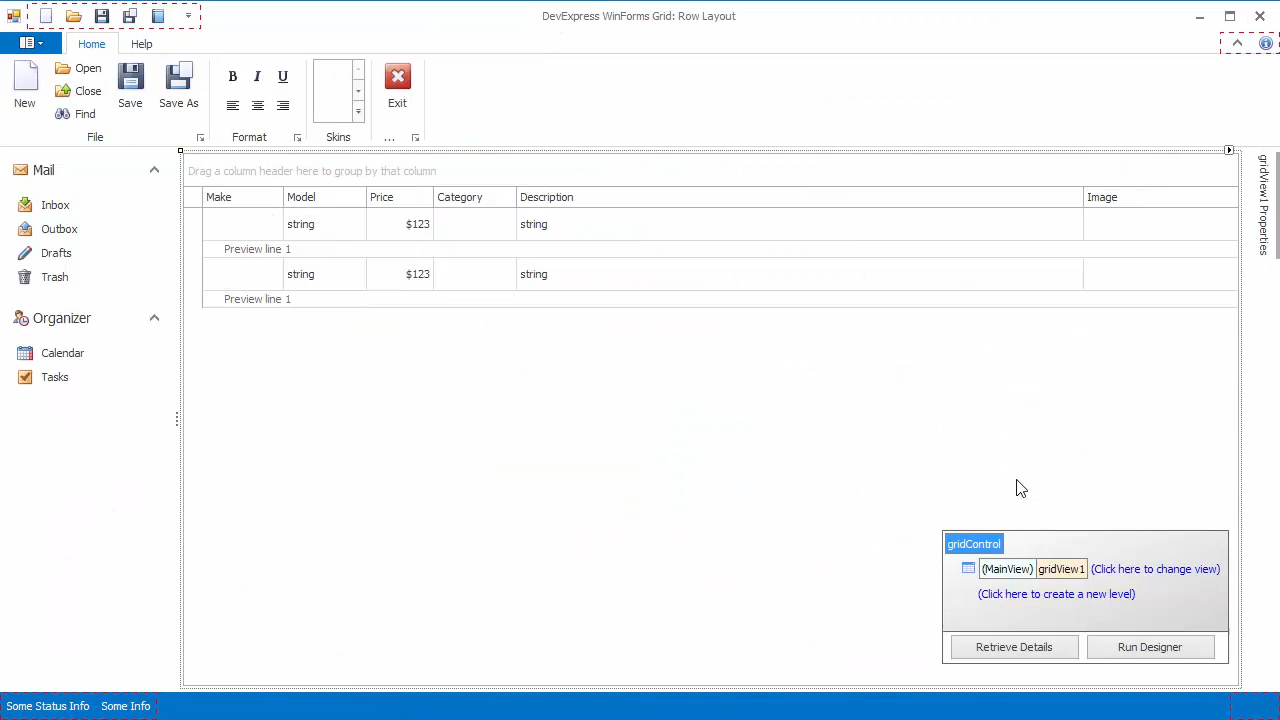 DevExpress WinForms Grid: Row Layout
Home Help
New
Open
Close
Find
Save
Save As
File
B I U
Format
Skins
Exit
...
Mail
Inbox
Outbox
Drafts
Trash
Organizer
Calendar
Tasks
Drag a column header here to group by that column
Make Model Price Category Description Image
string $123 string
Preview line 1
string $123 string
Preview line 1
gridView1 Properties
gridControl
(MainView) gridView1 (Click here to change view)
(Click here to create a new level)
Retrieve Details Run Designer
Some Status Info Some Info